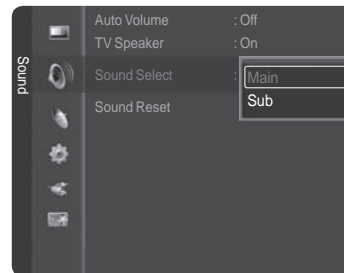 Sound
Auto Volume : Off
TV Speaker : On
Sound Select : Main
Sub
Sound Reset